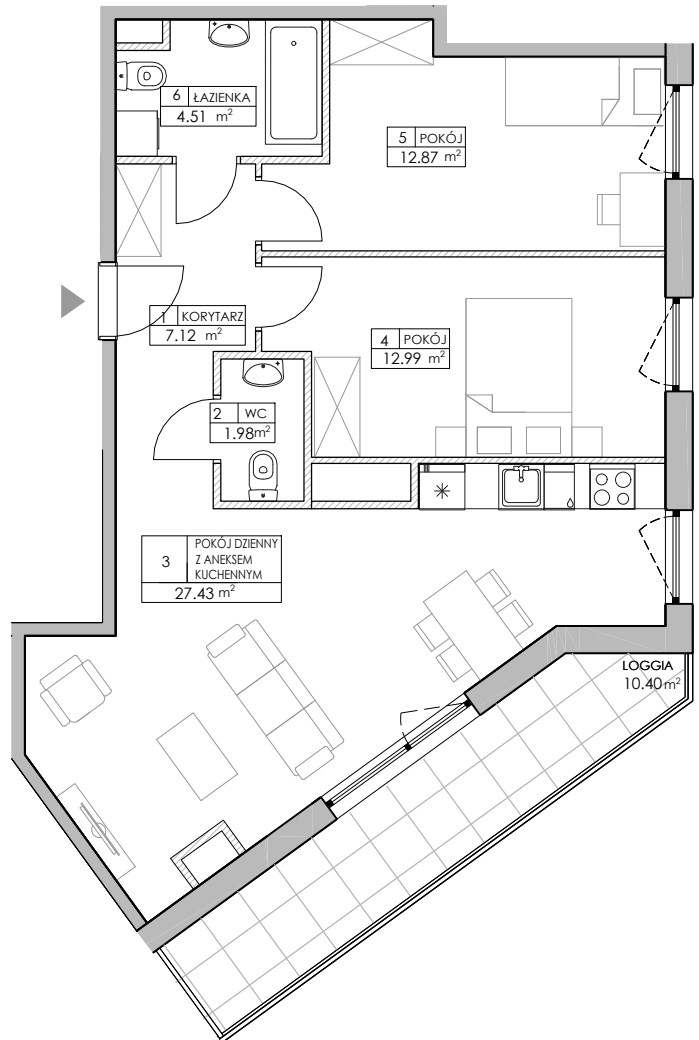 6 ŁAZIENKA
4.51 m²
5 POKÓJ
12.87 m²
1 KORYTARZ
7.12 m²
4 POKÓJ
12.99 m²
2 WC
1.98m²
3 POKÓJ DZIENNY
Z ANEKSEM
KUCHENNYM
27.43 m²
LOGGIA
10.40m²